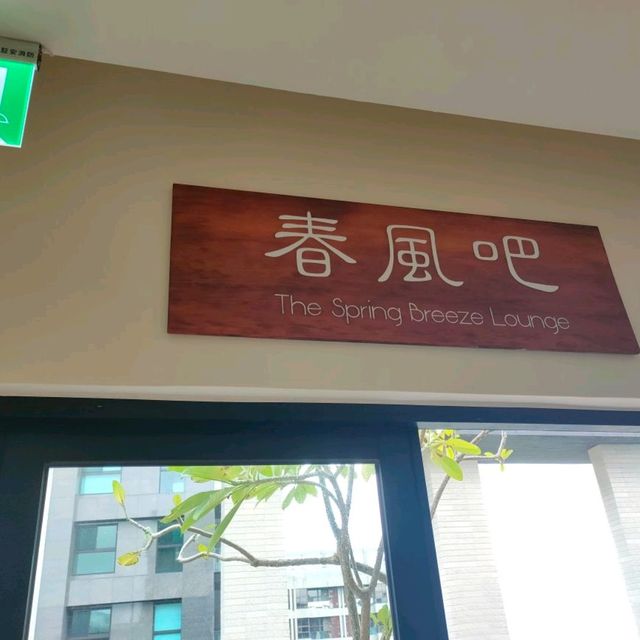 春風吧
The Spring Breeze Lounge